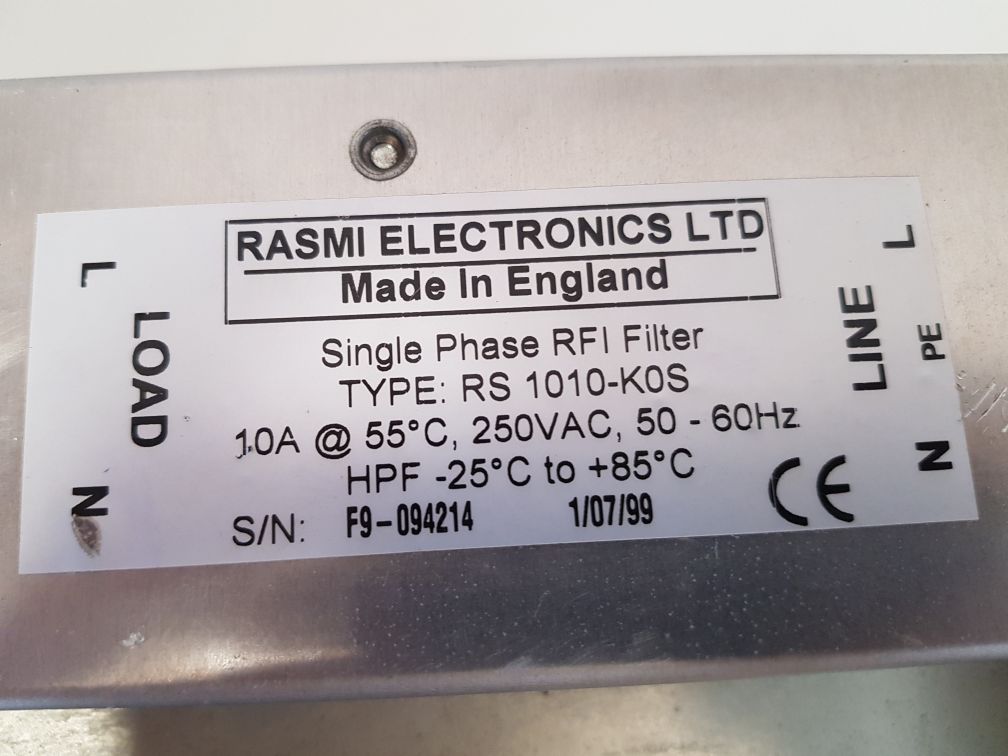 RASMI ELECTRONICS LTD
Made In England
Single Phase RFI Filter
TYPE: RS 1010-K0S
10A @ 55°C, 250VAC, 50 - 60Hz
HPF -25°C to +85°C
S/N: F9-094214 1/07/99
CE
L
LOAD
N
L
LINE
PE
N